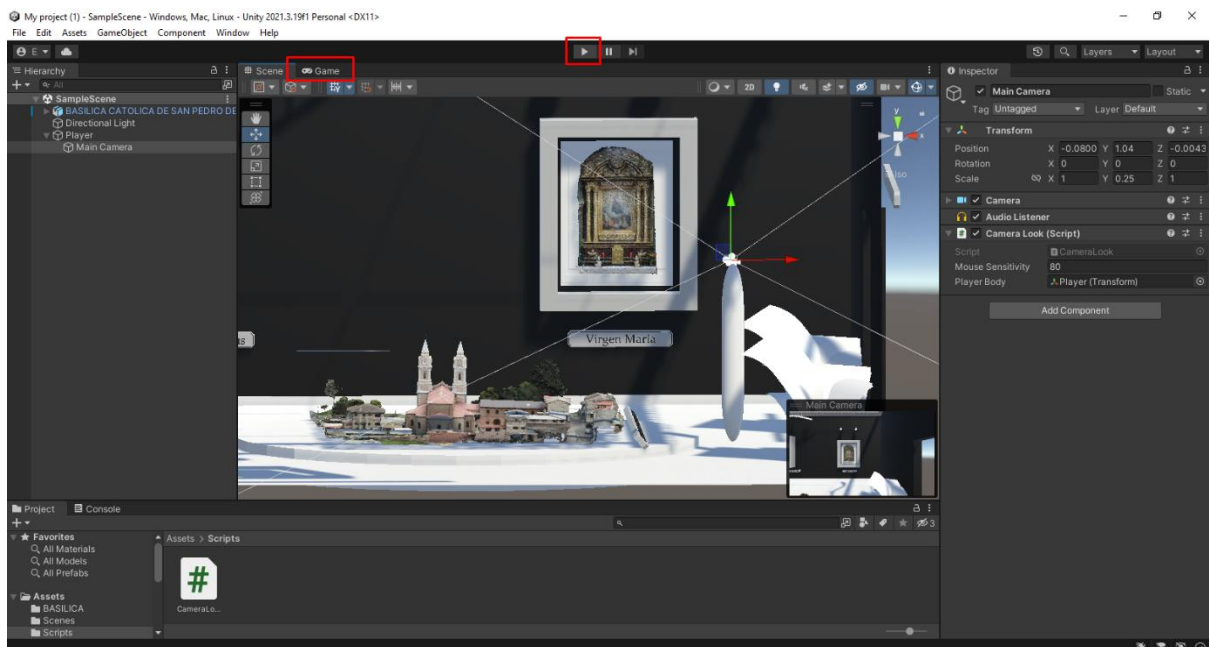 My project (1) - SampleScene - Windows, Mac, Linux - Unity 2021.3.19f1 Personal <DX11>
File Edit Assets GameObject Component Window Help
E
Layers
Layout
Hierarchy
All
SampleScene
BASILICA CATOLICA DE SAN PEDRO DE
Directional Light
Player
Main Camera
Scene
Game
2D
y
x
Iso
Virgen Maria
Main Camera
Inspector
Main Camera
Static
Tag Untagged
Layer Default
Transform
Position X -0.0800 Y 1.04 Z -0.0043
Rotation X 0 Y 0 Z 0
Scale X 1 Y 0.25 Z 1
Camera
Audio Listener
Camera Look (Script)
Script CameraLook
Mouse Sensitivity 80
Player Body Player (Transform)
Add Component
Project
Console
3
Favorites
All Materials
All Models
All Prefabs
Assets
BASILICA
Scenes
Scripts
Assets > Scripts
#
CameraLo...